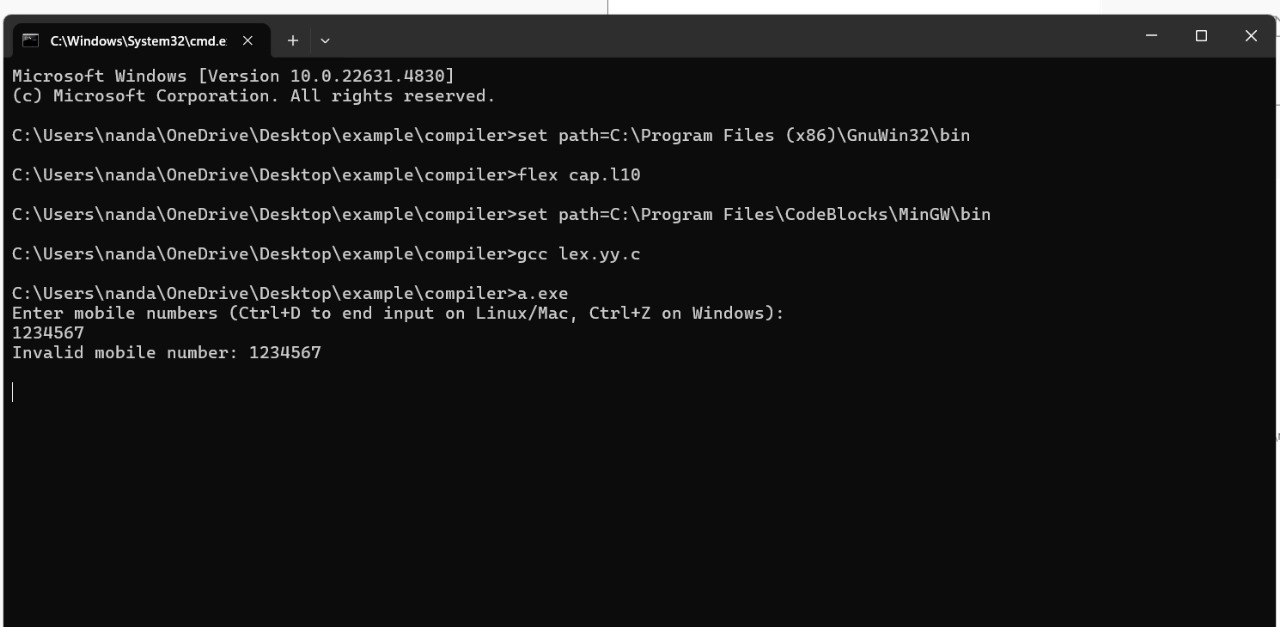 C:\Windows\System32\cmd.e
Microsoft Windows [Version 10.0.22631.4830]
(c) Microsoft Corporation. All rights reserved.
C:\Users\nanda\OneDrive\Desktop\example\compiler>set path=C:\Program Files (x86)\GnuWin32\bin
C:\Users\nanda\OneDrive\Desktop\example\compiler>flex cap.l10
C:\Users\nanda\OneDrive\Desktop\example\compiler>set path=C:\Program Files\CodeBlocks\MinGW\bin
C:\Users\nanda\OneDrive\Desktop\example\compiler>gcc lex.yy.c
C:\Users\nanda\OneDrive\Desktop\example\compiler>a.exe
Enter mobile numbers (Ctrl+D to end input on Linux/Mac, Ctrl+Z on Windows):
1234567
Invalid mobile number: 1234567